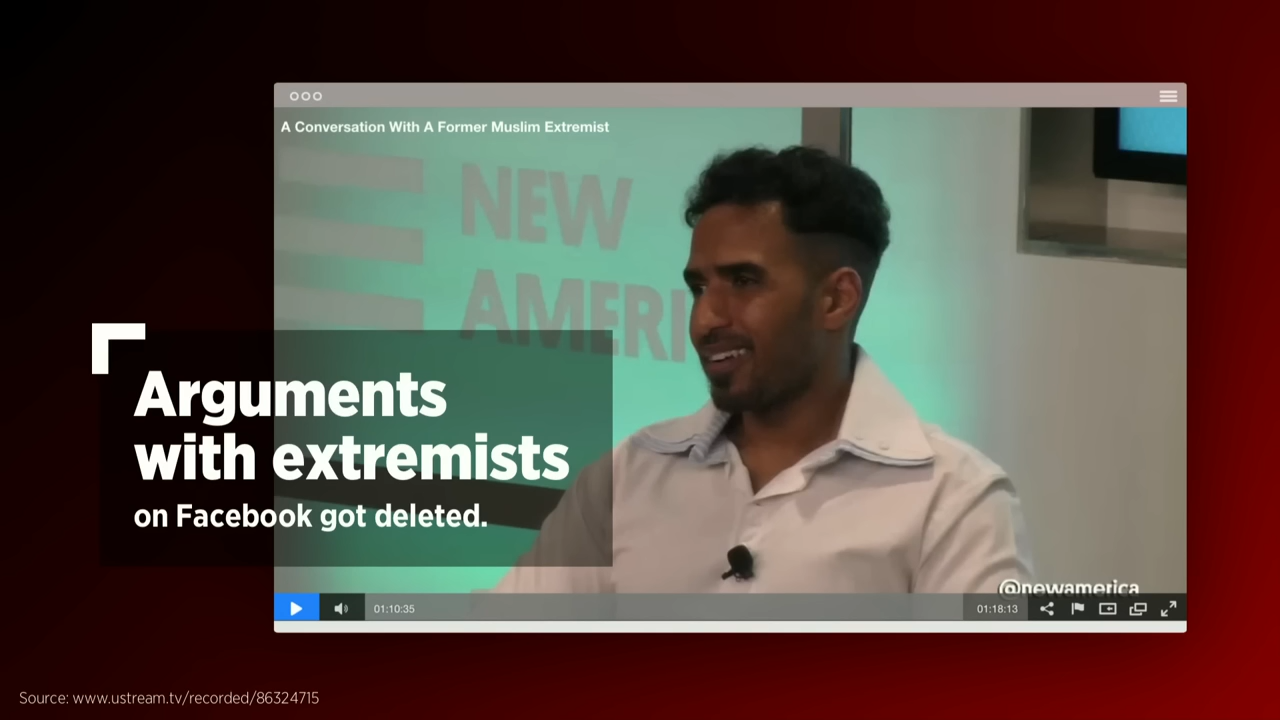 A Conversation With A Former Muslim Extremist
NEW
AMERI
Arguments
with extremists
on Facebook got deleted.
@newamerica
01:10:35
01:18:13
Source: www.ustream.tv/recorded/86324715